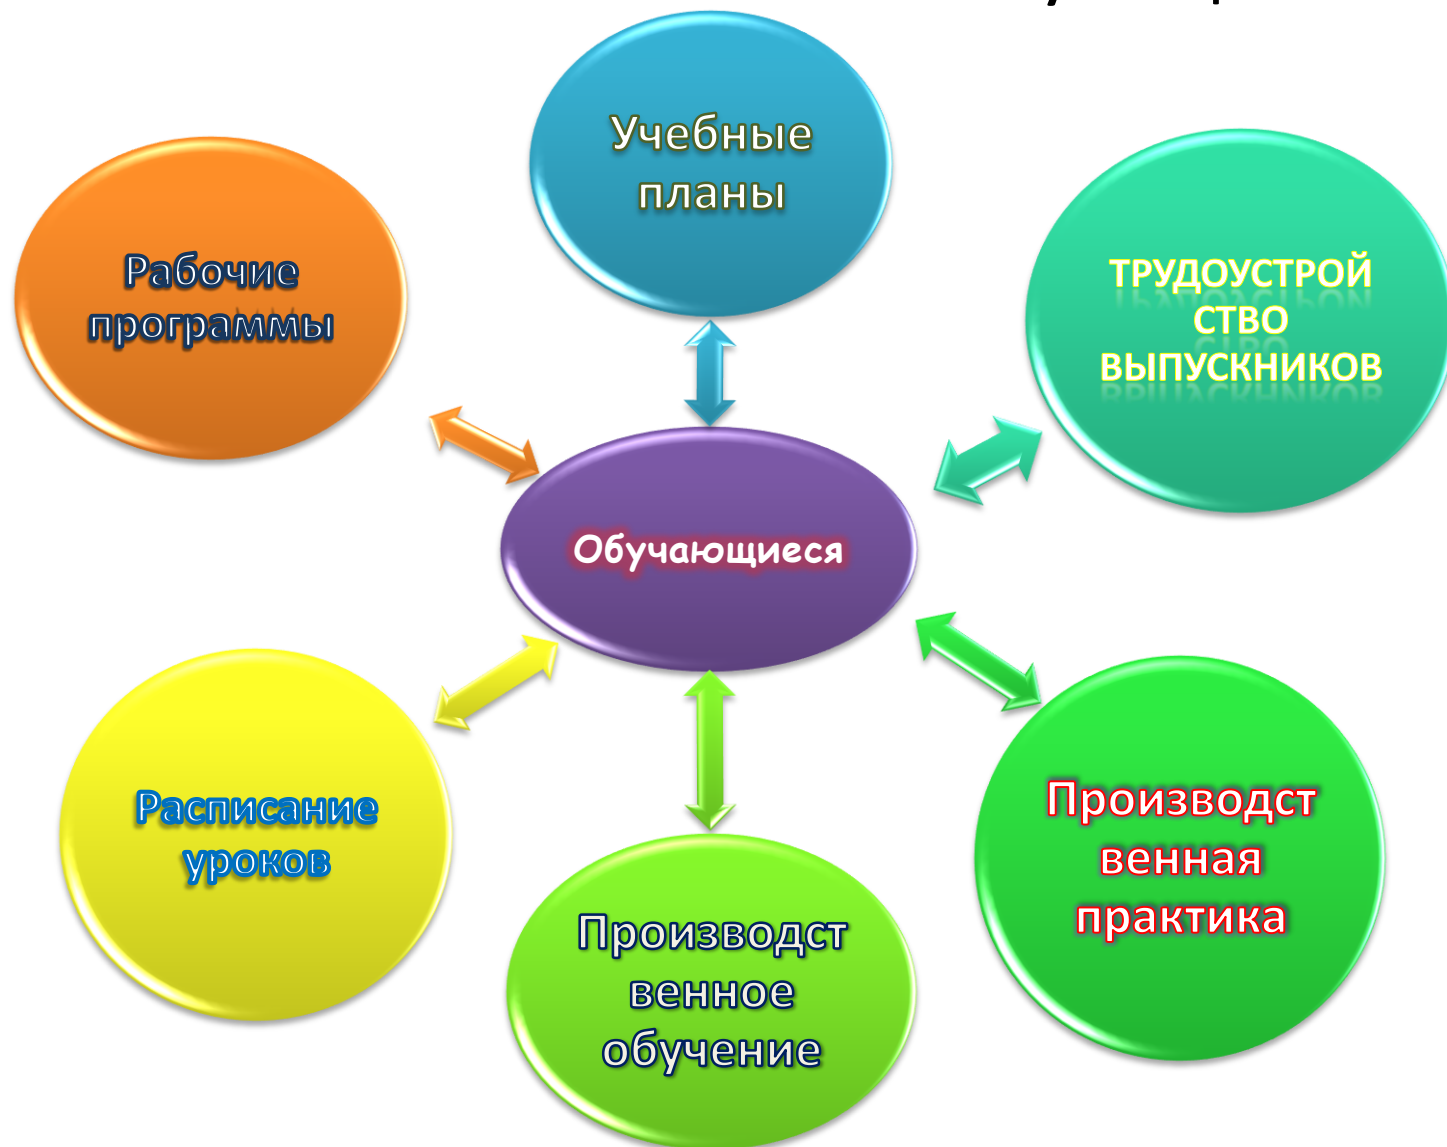 Учебные
планы
Рабочие
программы
ТРУДОУСТРОЙ
СТВО
ВЫПУСКНИКОВ
Обучающиеся
Расписание
уроков
Производст
венная
практика
Производст
венное
обучение